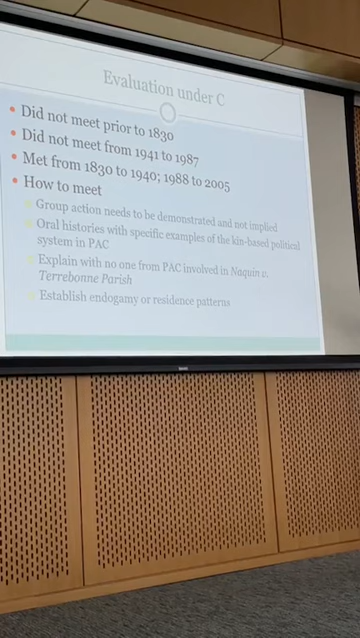 Evaluation under C
• Did not meet prior to 1830
• Did not meet from 1941 to 1987
• Met from 1830 to 1940; 1988 to 2005
• How to meet
Group action needs to be demonstrated and not implied
Oral histories with specific examples of the kin-based political
system in PAC
Explain with no one from PAC involved in Naquin v.
Terrebonne Parish
Establish endogamy or residence patterns